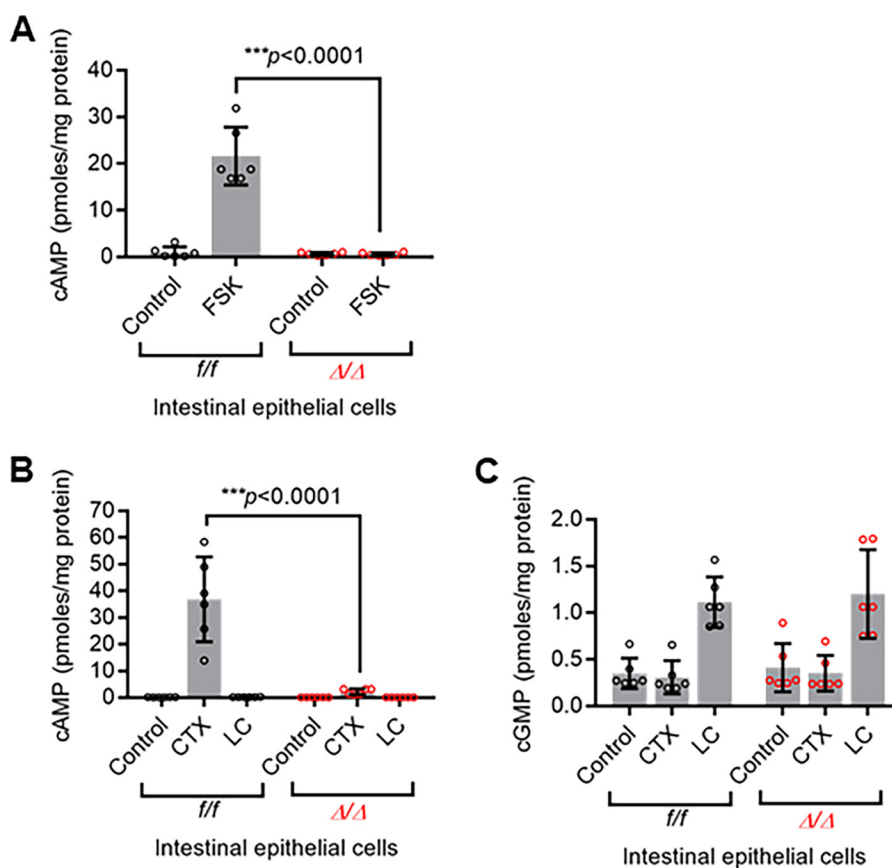 A
***p<0.0001
cAMP (pmoles/mg protein)
40
30
20
10
0
Control
FSK
Control
FSK
f/f
Δ/Δ
Intestinal epithelial cells
B
***p<0.0001
cAMP (pmoles/mg protein)
70
60
50
40
30
20
10
0
Control
CTX
LC
Control
CTX
LC
f/f
Δ/Δ
Intestinal epithelial cells
C
cGMP (pmoles/mg protein)
2.0
1.5
1.0
0.5
0.0
Control
CTX
LC
Control
CTX
LC
f/f
Δ/Δ
Intestinal epithelial cells